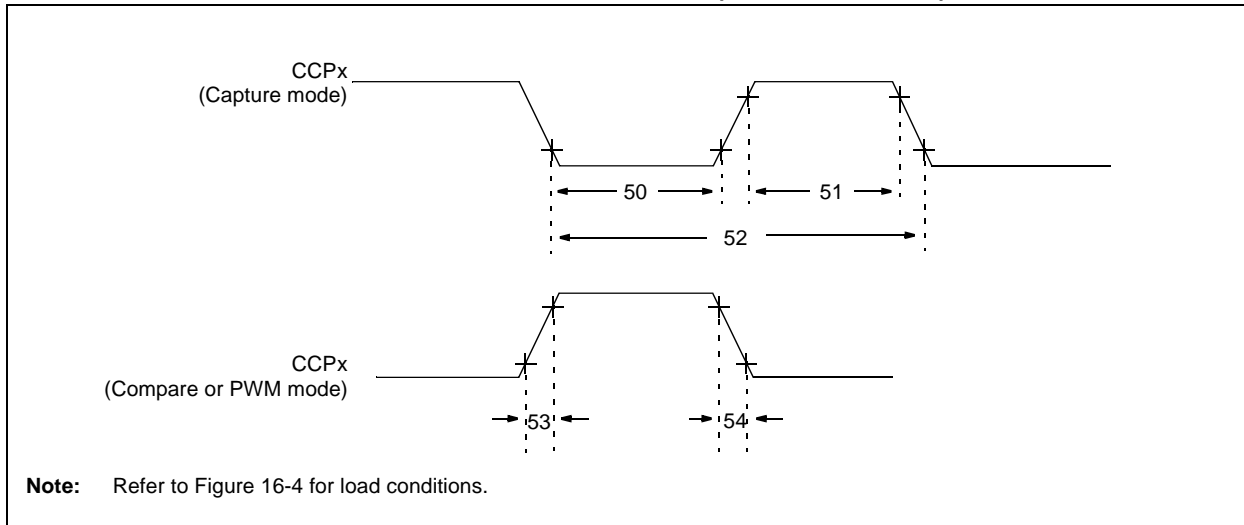 CCPx
(Capture mode)
50
51
52
CCPx
(Compare or PWM mode)
53
54
Note: Refer to Figure 16-4 for load conditions.